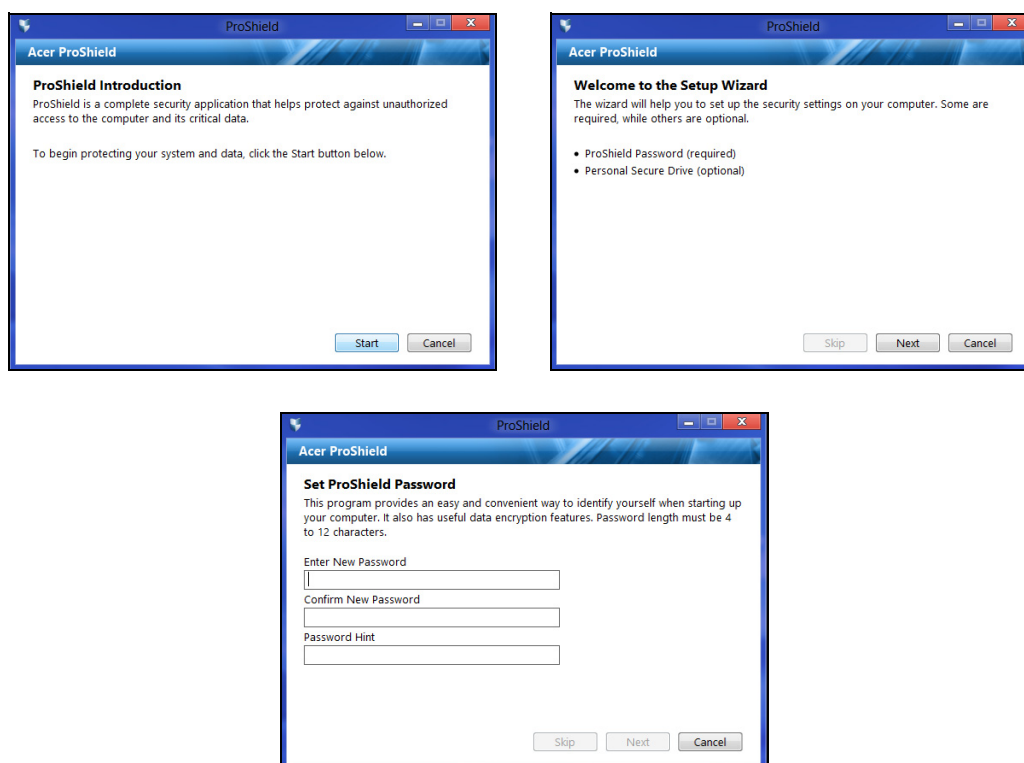 ProShield
Acer ProShield
ProShield Introduction
ProShield is a complete security application that helps protect against unauthorized
access to the computer and its critical data.
To begin protecting your system and data, click the Start button below.
Start
Cancel
ProShield
Acer ProShield
Welcome to the Setup Wizard
The wizard will help you to set up the security settings on your computer. Some are
required, while others are optional.
• ProShield Password (required)
• Personal Secure Drive (optional)
Skip
Next
Cancel
ProShield
Acer ProShield
Set ProShield Password
This program provides an easy and convenient way to identify yourself when starting up
your computer. It also has useful data encryption features. Password length must be 4
to 12 characters.
Enter New Password
Confirm New Password
Password Hint
Skip
Next
Cancel